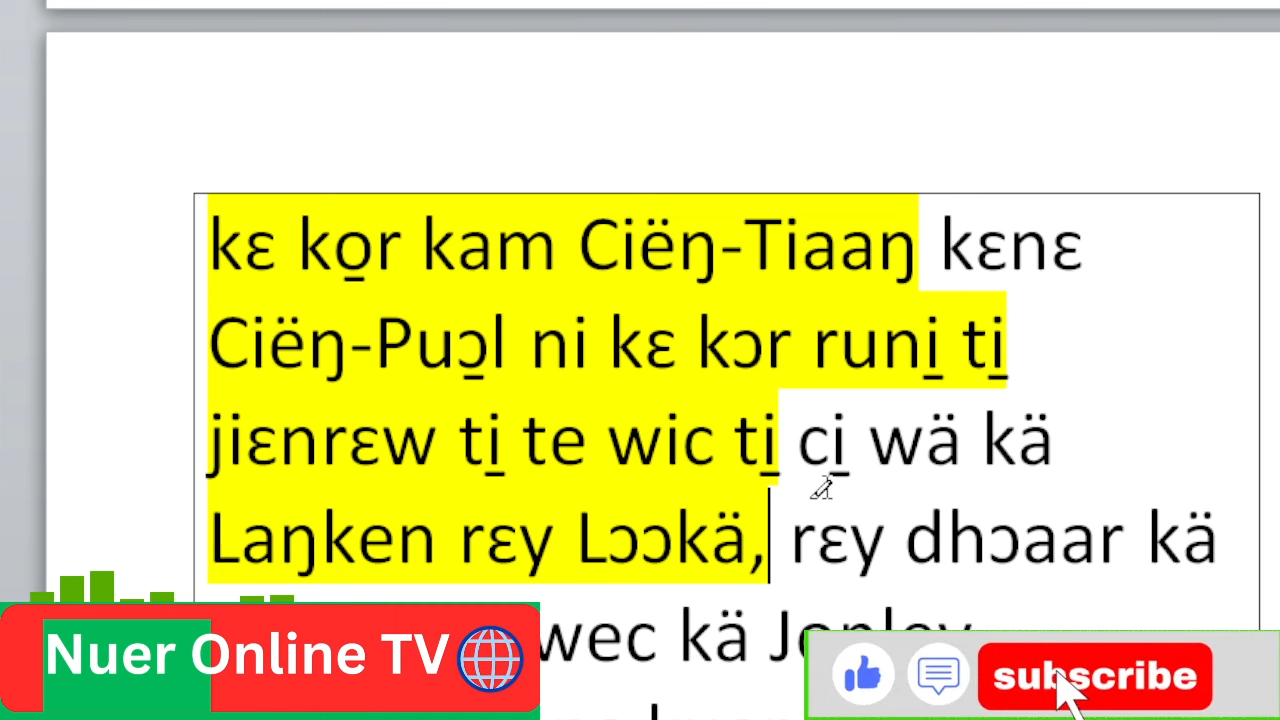 kɛ ko̱r kam Ciëŋ-Tiaaŋ kɛnɛ
Ciëŋ-Puɔ̱l ni kɛ kɔr runi̱ ti̱
jiɛnrɛw ti̱ te wic ti̱ ci̱ wä kä
Laŋken rɛy Lɔɔkä, rɛy dhɔaar kä
wec kä
Nuer Online TV
subscribe